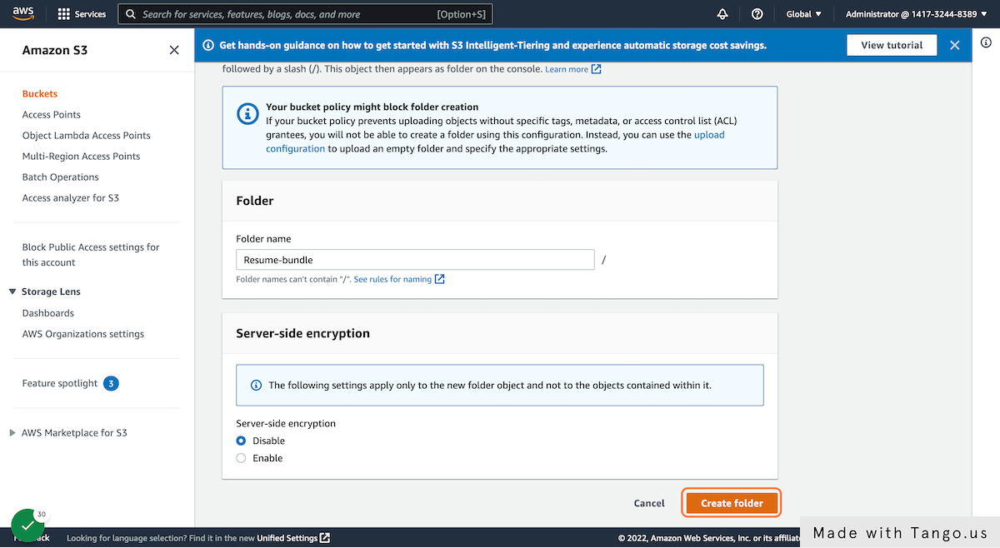 aws
Services
Search for services, features, blogs, docs, and more
[Option+S]
Global
Administrator @ 1417-3244-8389
Amazon S3
Buckets
Access Points
Object Lambda Access Points
Multi-Region Access Points
Batch Operations
Access analyzer for S3
Block Public Access settings for
this account
Storage Lens
Dashboards
AWS Organizations settings
Feature spotlight 3
AWS Marketplace for S3
Get hands-on guidance on how to get started with S3 Intelligent-Tiering and experience automatic storage cost savings.
View tutorial
followed by a slash (/). This object then appears as folder on the console. Learn more
Your bucket policy might block folder creation
If your bucket policy prevents uploading objects without specific tags, metadata, or access control list (ACL)
grantees, you will not be able to create a folder using this configuration. Instead, you can use the upload
configuration to upload an empty folder and specify the appropriate settings.
Folder
Folder name
Resume-bundle /
Folder names can't contain "/". See rules for naming
Server-side encryption
The following settings apply only to the new folder object and not to the objects contained within it.
Server-side encryption
Disable
Enable
Cancel
Create folder
30
Looking for language selection? Find it in the new Unified Settings
© 2022, Amazon Web Services, Inc. or its affiliate
Made with Tango.us